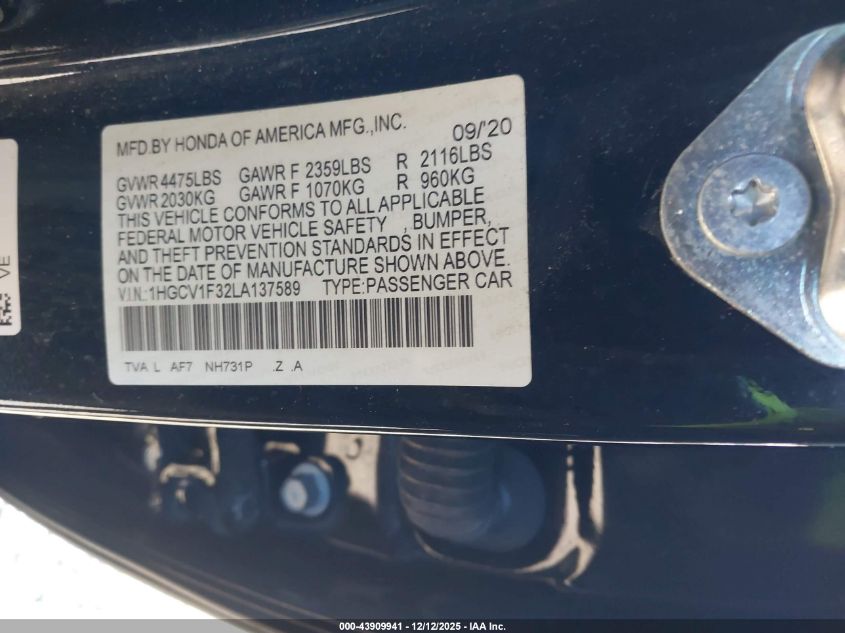 MFD.BY HONDA OF AMERICA MFG.,INC. 09/'20
GVWR 4475LBS GAWR F 2359LBS R 2116LBS
GVWR 2030KG GAWR F 1070KG R 960KG
THIS VEHICLE CONFORMS TO ALL APPLICABLE
FEDERAL MOTOR VEHICLE SAFETY , BUMPER,
AND THEFT PREVENTION STANDARDS IN EFFECT
ON THE DATE OF MANUFACTURE SHOWN ABOVE.
V.I.N.:1HGCV1F32LA137589 TYPE:PASSENGER CAR
TVA L AF7 NH731P .Z .A
VE
000-43909941 - 12/12/2025 - IAA Inc.